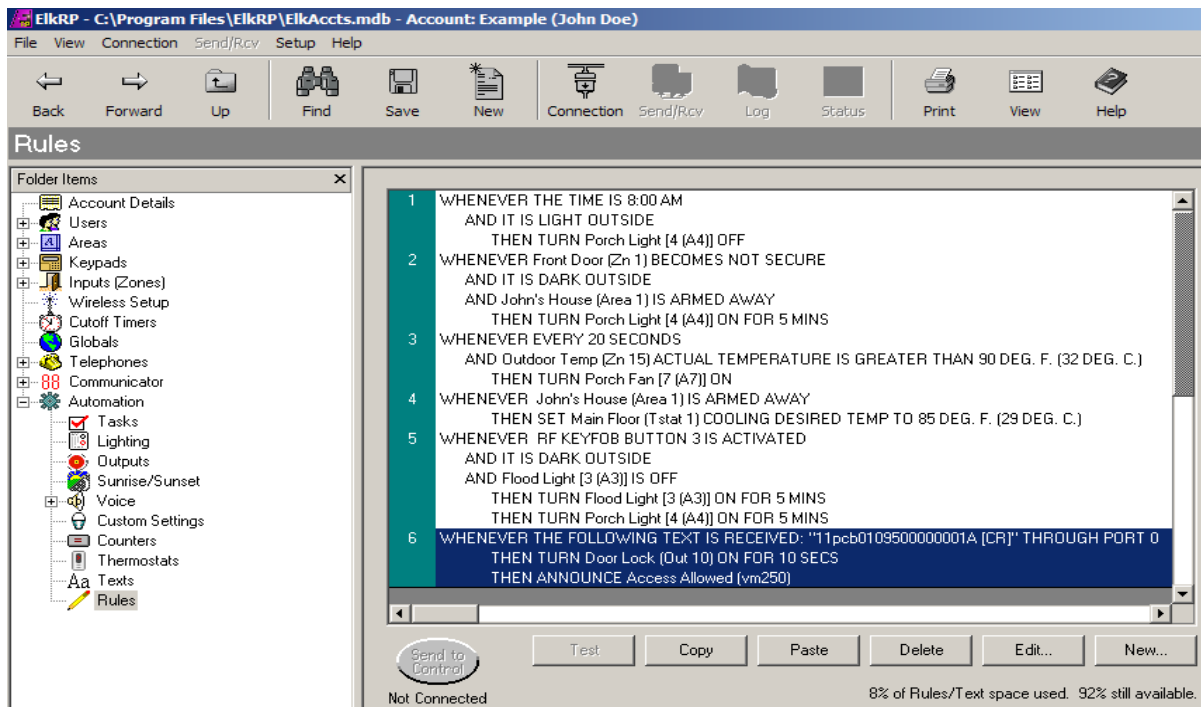 ElkRP - C:\Program Files\ElkRP\ElkAccts.mdb - Account: Example (John Doe)
File View Connection Send/Rcv Setup Help
Back Forward Up Find Save New Connection Send/Rcv Log Status Print View Help
Rules
Folder Items
Account Details
Users
Areas
Keypads
Inputs (Zones)
Wireless Setup
Cutoff Timers
Globals
Telephones
88 Communicator
Automation
Tasks
Lighting
Outputs
Sunrise/Sunset
Voice
Custom Settings
Counters
Thermostats
Aa Texts
Rules
1 WHENEVER THE TIME IS 8:00 AM
AND IT IS LIGHT OUTSIDE
THEN TURN Porch Light [4 (A4)] OFF
2 WHENEVER Front Door (Zn 1) BECOMES NOT SECURE
AND IT IS DARK OUTSIDE
AND John's House (Area 1) IS ARMED AWAY
THEN TURN Porch Light [4 (A4)] ON FOR 5 MINS
3 WHENEVER EVERY 20 SECONDS
AND Outdoor Temp (Zn 15) ACTUAL TEMPERATURE IS GREATER THAN 90 DEG. F. (32 DEG. C.)
THEN TURN Porch Fan [7 (A7)] ON
4 WHENEVER John's House (Area 1) IS ARMED AWAY
THEN SET Main Floor (Tstat 1) COOLING DESIRED TEMP TO 85 DEG. F. (29 DEG. C.)
5 WHENEVER RF KEYFOB BUTTON 3 IS ACTIVATED
AND IT IS DARK OUTSIDE
AND Flood Light [3 (A3)] IS OFF
THEN TURN Flood Light [3 (A3)] ON FOR 5 MINS
THEN TURN Porch Light [4 (A4)] ON FOR 5 MINS
6 WHENEVER THE FOLLOWING TEXT IS RECEIVED: "11pcb0109500000001A [CR]" THROUGH PORT 0
THEN TURN Door Lock (Out 10) ON FOR 10 SECS
THEN ANNOUNCE Access Allowed (vm250)
Send to
Control
Not Connected
Test Copy Paste Delete Edit... New...
8% of Rules/Text space used. 92% still available.